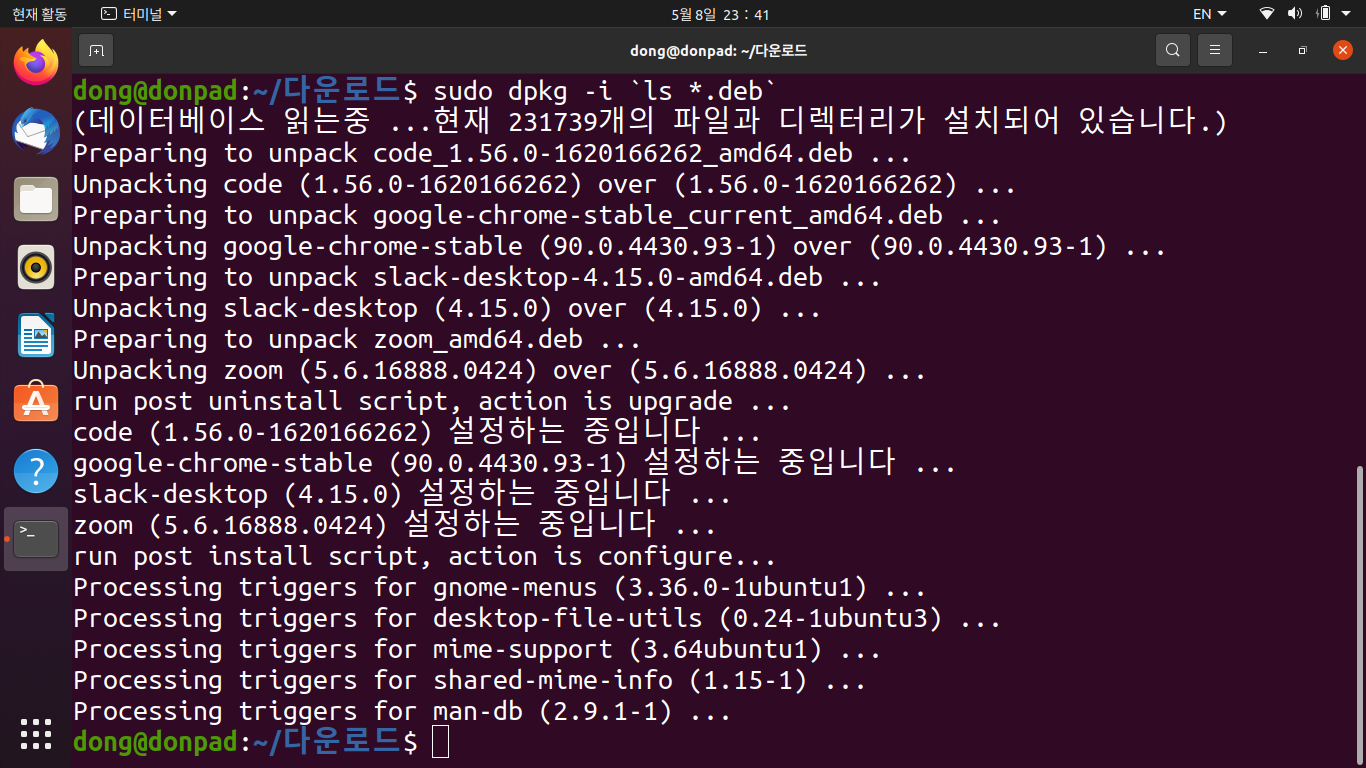 현재 활동 터미널 5월 8일 23 : 41 EN
dong@donpad: ~/다운로드
dong@donpad:~/다운로드$ sudo dpkg -i `ls *.deb`
(데이터베이스 읽는중 ...현재 231739개의 파일과 디렉터리가 설치되어 있습니다.)
Preparing to unpack code_1.56.0-1620166262_amd64.deb ...
Unpacking code (1.56.0-1620166262) over (1.56.0-1620166262) ...
Preparing to unpack google-chrome-stable_current_amd64.deb ...
Unpacking google-chrome-stable (90.0.4430.93-1) over (90.0.4430.93-1) ...
Preparing to unpack slack-desktop-4.15.0-amd64.deb ...
Unpacking slack-desktop (4.15.0) over (4.15.0) ...
Preparing to unpack zoom_amd64.deb ...
Unpacking zoom (5.6.16888.0424) over (5.6.16888.0424) ...
run post uninstall script, action is upgrade ...
code (1.56.0-1620166262) 설정하는 중입니다 ...
google-chrome-stable (90.0.4430.93-1) 설정하는 중입니다 ...
slack-desktop (4.15.0) 설정하는 중입니다 ...
zoom (5.6.16888.0424) 설정하는 중입니다 ...
run post install script, action is configure...
Processing triggers for gnome-menus (3.36.0-1ubuntu1) ...
Processing triggers for desktop-file-utils (0.24-1ubuntu3) ...
Processing triggers for mime-support (3.64ubuntu1) ...
Processing triggers for shared-mime-info (1.15-1) ...
Processing triggers for man-db (2.9.1-1) ...
dong@donpad:~/다운로드$